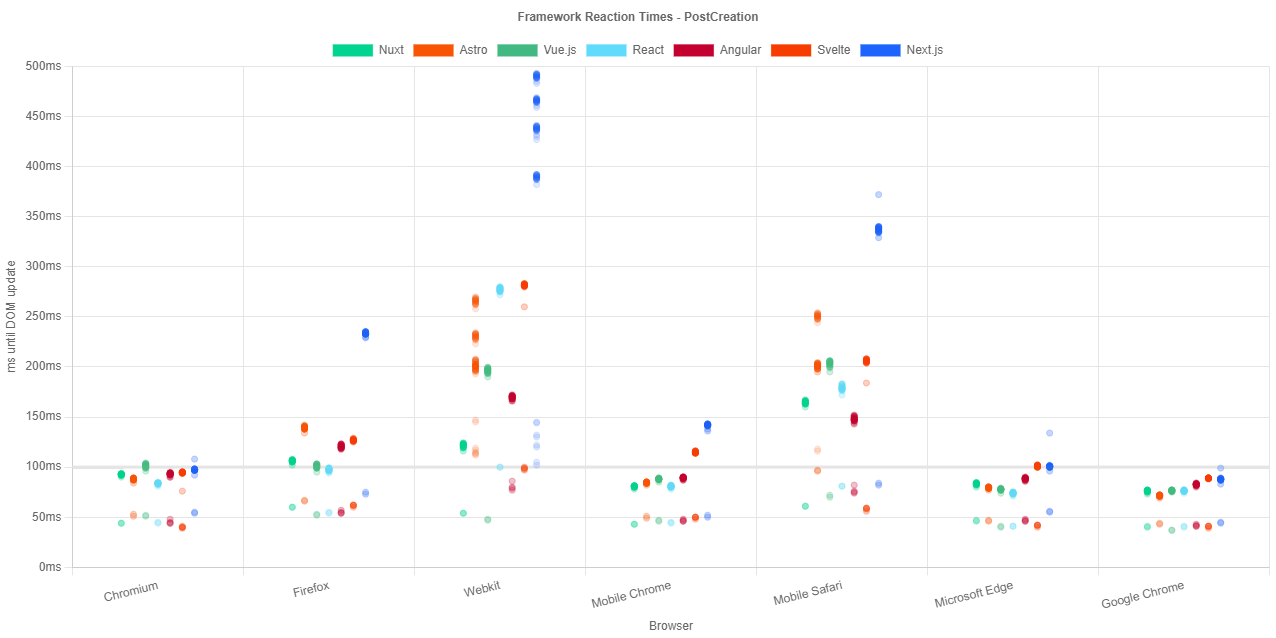 Framework Reaction Times - PostCreation
Nuxt Astro Vue.js React Angular Svelte Next.js
500ms
450ms
400ms
350ms
300ms
250ms
200ms
150ms
100ms
50ms
0ms
ms until DOM update
Chromium Firefox Webkit Mobile Chrome Mobile Safari Microsoft Edge Google Chrome
Browser